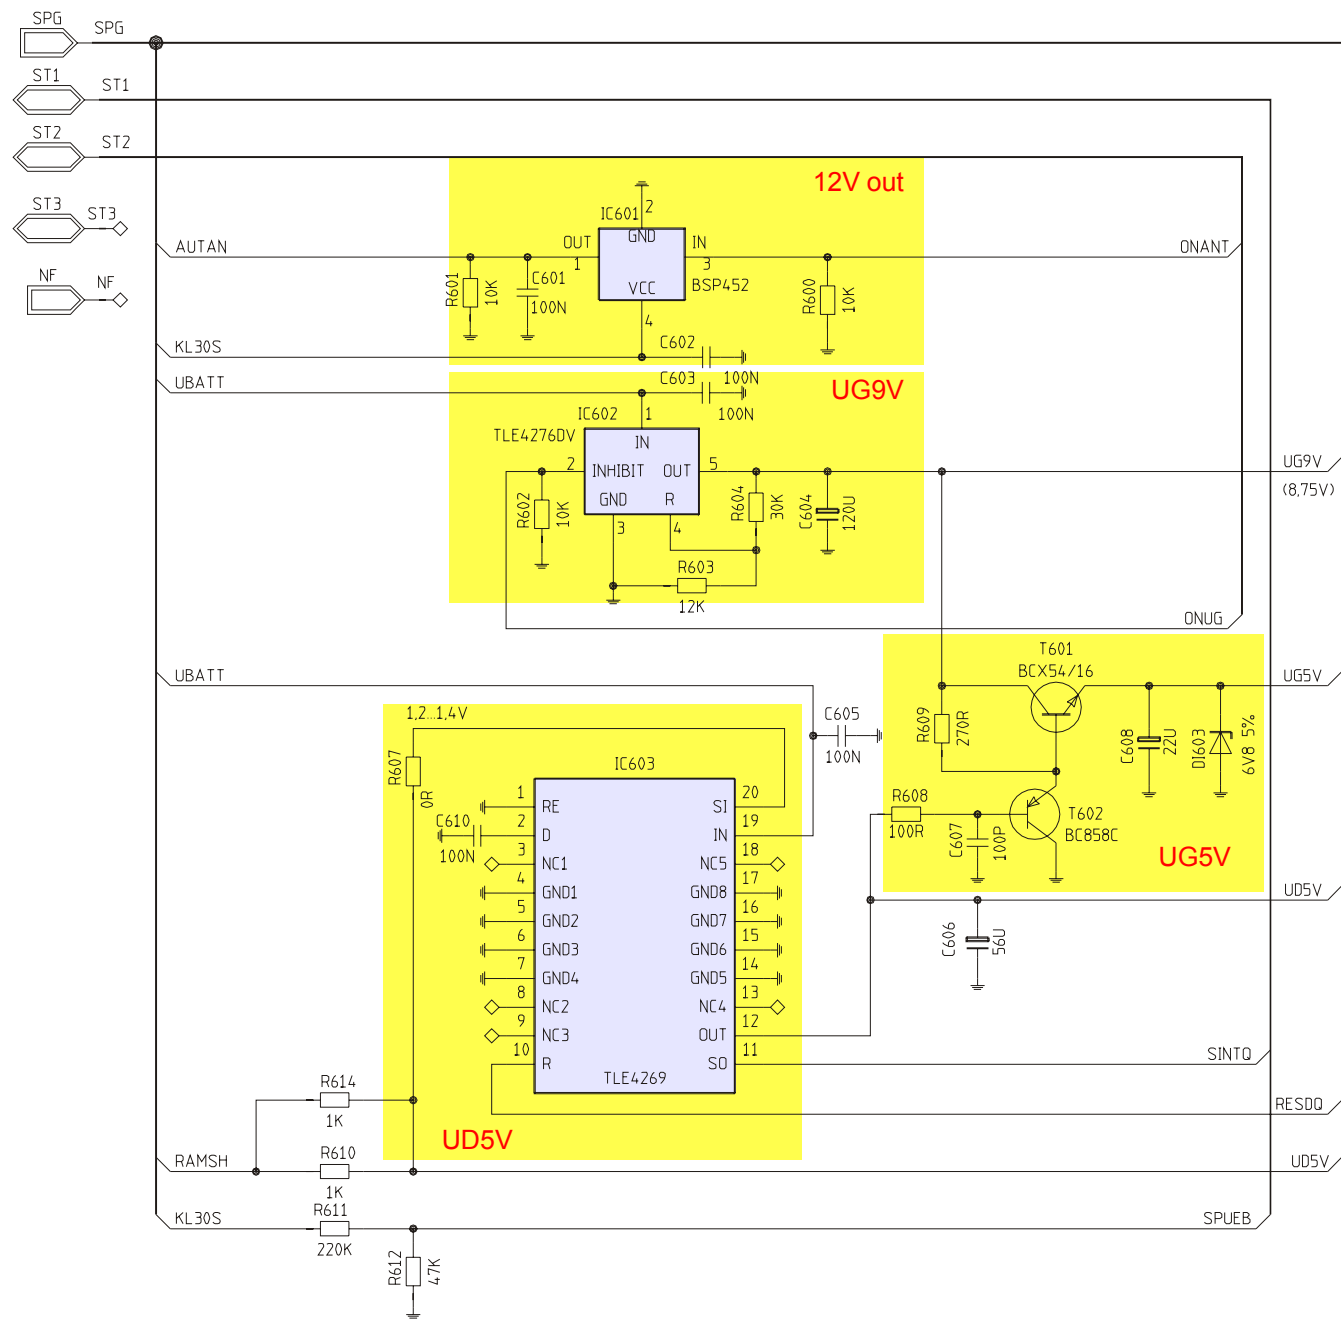 SPG
SPG
ST1
ST1
ST2
ST2
ST3
ST3
NF
NF
12V out
IC601
2
GND
OUT
1
IN
3
VCC
BSP452
4
AUTAN
ONANT
R601
10K
C601
100N
R600
10K
KL30S
C602
100N
UBATT
C603
100N
UG9V
IC602
1
TLE4276DV
IN
2
INHIBIT
OUT
5
GND
R
3
4
R602
10K
R604
30K
C604
120U
R603
12K
UG9V
(8,75V)
ONUG
UBATT
T601
BCX54/16
UG5V
R609
270R
C608
22U
DI603
6V8 5%
R608
100R
C607
100P
T602
BC858C
UG5V
C605
100N
1,2...1,4V
R607
0R
IC603
1
RE
SI
20
2
D
IN
19
3
NC1
NC5
18
4
GND1
GND8
17
5
GND2
GND7
16
6
GND3
GND6
15
7
GND4
GND5
14
8
NC2
NC4
13
9
NC3
OUT
12
10
R
SO
11
TLE4269
C610
100N
UD5V
C606
56U
SINTQ
RESDQ
UD5V
R614
1K
RAMSH
R610
1K
UD5V
KL30S
R611
220K
SPUEB
R612
47K